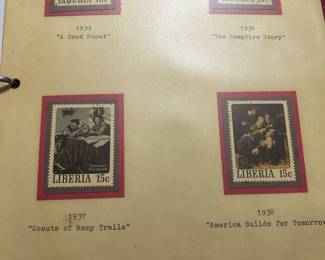 LIBERIA 15c
1935
1936
"A Good Scout"
"The Campfire Story"
LIBERIA 15c
LIBERIA 15c
1937
1938
"Scouts of Many Trails"
"America Builds for Tomorrow